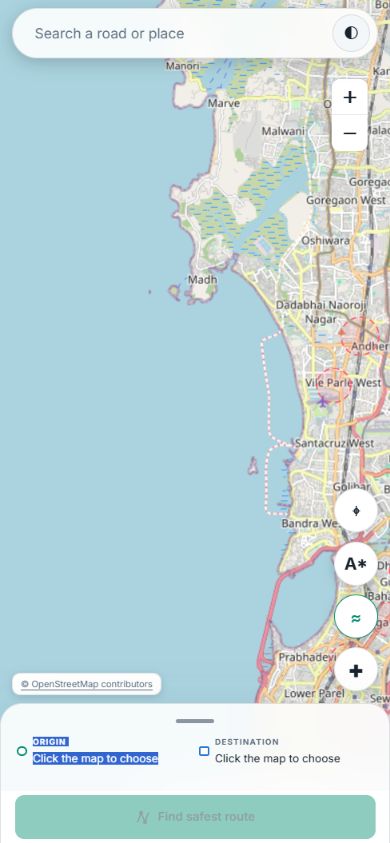 Search a road or place
Manori
Marve
Malwani
Gorega
Goregaon West
Oshiwara
Madh
Dadabhai Naoroji
Nagar
Andher
Vile Parle West
Santacruz West
Golibar
Bandra We
A*
Prabhadevi
Lower Parel
© OpenStreetMap contributors
ORIGIN
Click the map to choose
DESTINATION
Click the map to choose
Find safest route